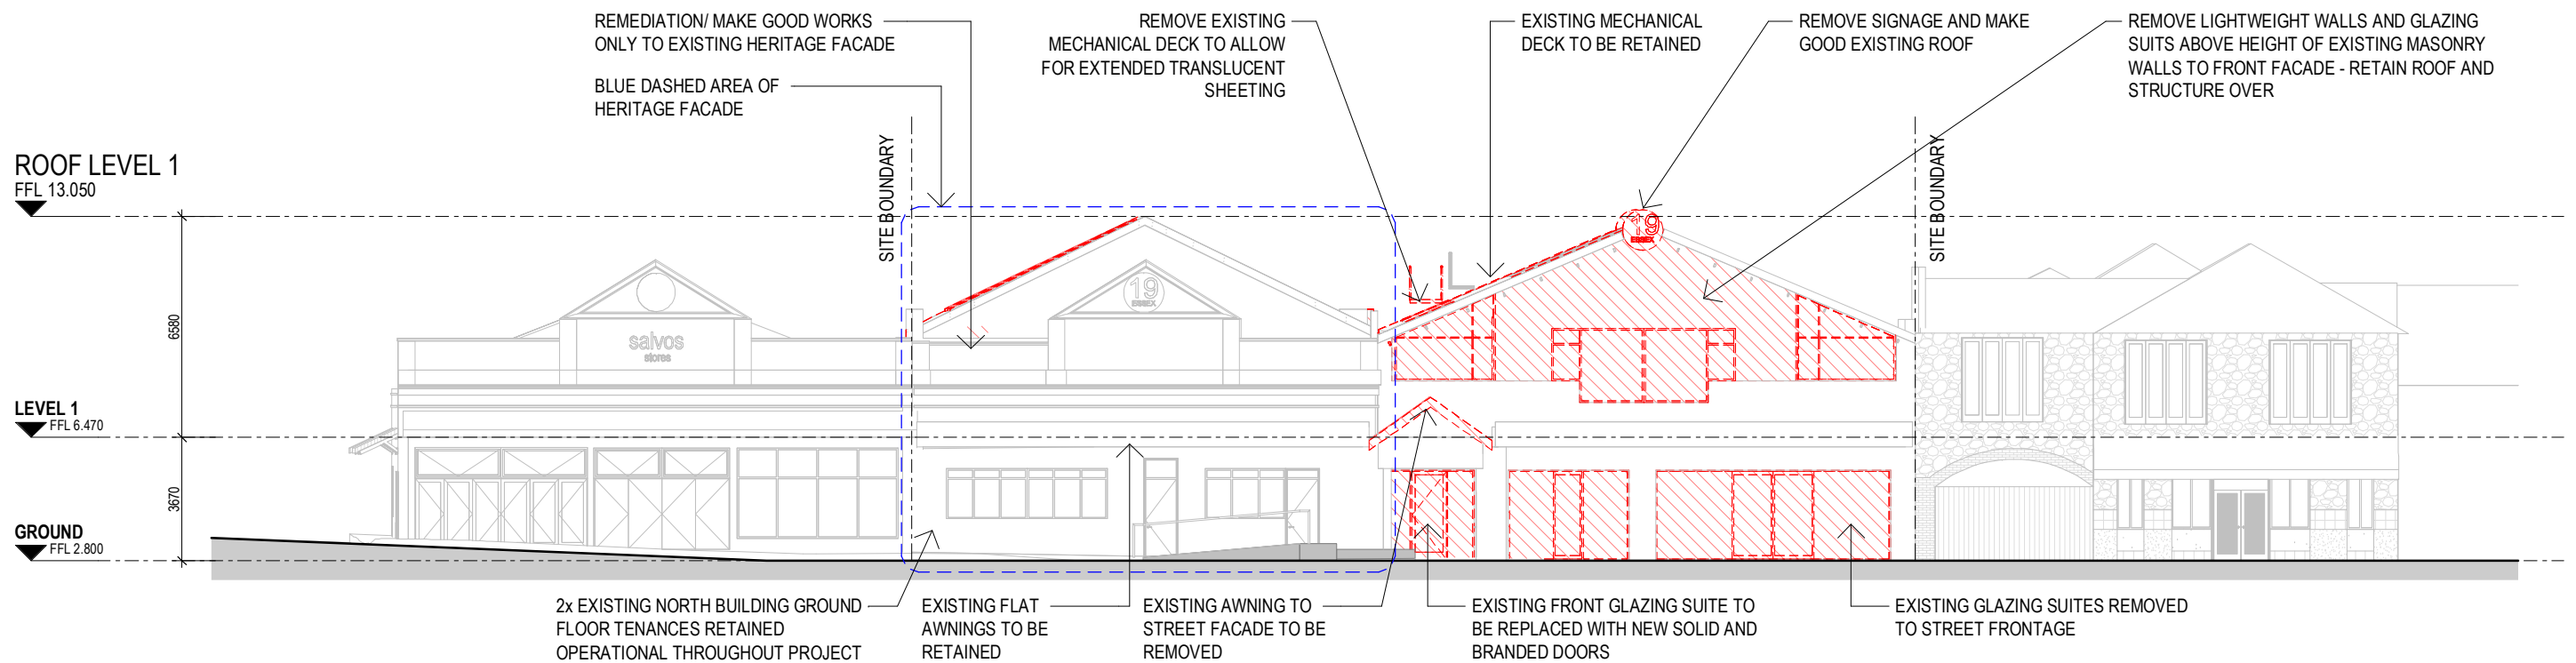 REMEDIATION/ MAKE GOOD WORKS
ONLY TO EXISTING HERITAGE FACADE
BLUE DASHED AREA OF
HERITAGE FACADE
REMOVE EXISTING
MECHANICAL DECK TO ALLOW
FOR EXTENDED TRANSLUCENT
SHEETING
EXISTING MECHANICAL
DECK TO BE RETAINED
REMOVE SIGNAGE AND MAKE
GOOD EXISTING ROOF
REMOVE LIGHTWEIGHT WALLS AND GLAZING
SUITS ABOVE HEIGHT OF EXISTING MASONRY
WALLS TO FRONT FACADE - RETAIN ROOF AND
STRUCTURE OVER
SITE BOUNDARY
SITE BOUNDARY
ROOF LEVEL 1
FFL 13.050
6580
LEVEL 1
FFL 6.470
3670
GROUND
FFL 2.800
salvos
stores
19
ESSEX
19
ESSEX
2x EXISTING NORTH BUILDING GROUND
FLOOR TENANCES RETAINED
OPERATIONAL THROUGHOUT PROJECT
EXISTING FLAT
AWNINGS TO BE
RETAINED
EXISTING AWNING TO
STREET FACADE TO BE
REMOVED
EXISTING FRONT GLAZING SUITE TO
BE REPLACED WITH NEW SOLID AND
BRANDED DOORS
EXISTING GLAZING SUITES REMOVED
TO STREET FRONTAGE